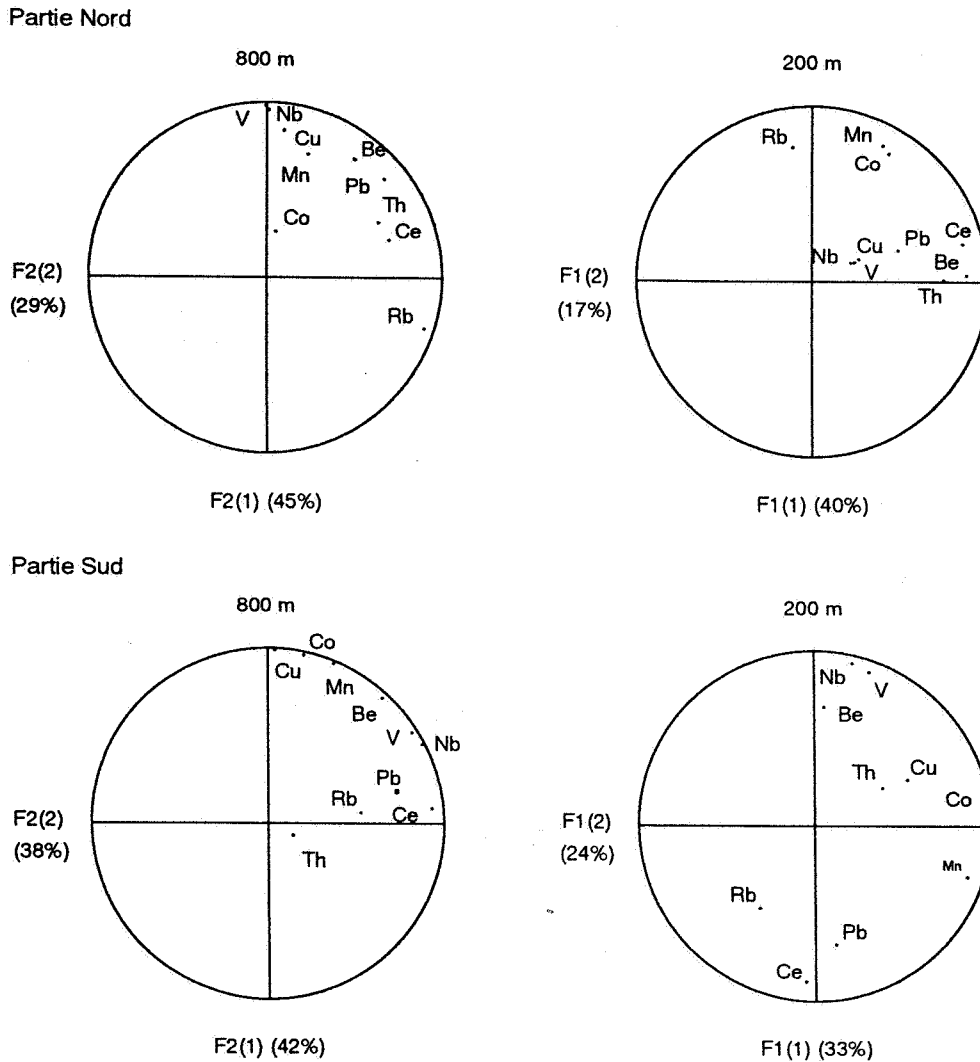 Partie Nord
800 m
200 m
V
Nb
Cu
Be
Mn
Pb
Th
Co
Ce
Rb
F2(2)
(29%)
F2(1) (45%)
Rb
Mn
Co
Ce
Pb
Cu
Nb
Be
V
Th
F1(2)
(17%)
F1(1) (40%)
Partie Sud
800 m
200 m
Co
Cu
Mn
Be
V
Nb
Pb
Rb
Ce
Th
F2(2)
(38%)
F2(1) (42%)
Nb
V
Be
Th
Cu
Co
F1(2)
(24%)
Mn
Rb
Pb
Ce
F1(1) (33%)